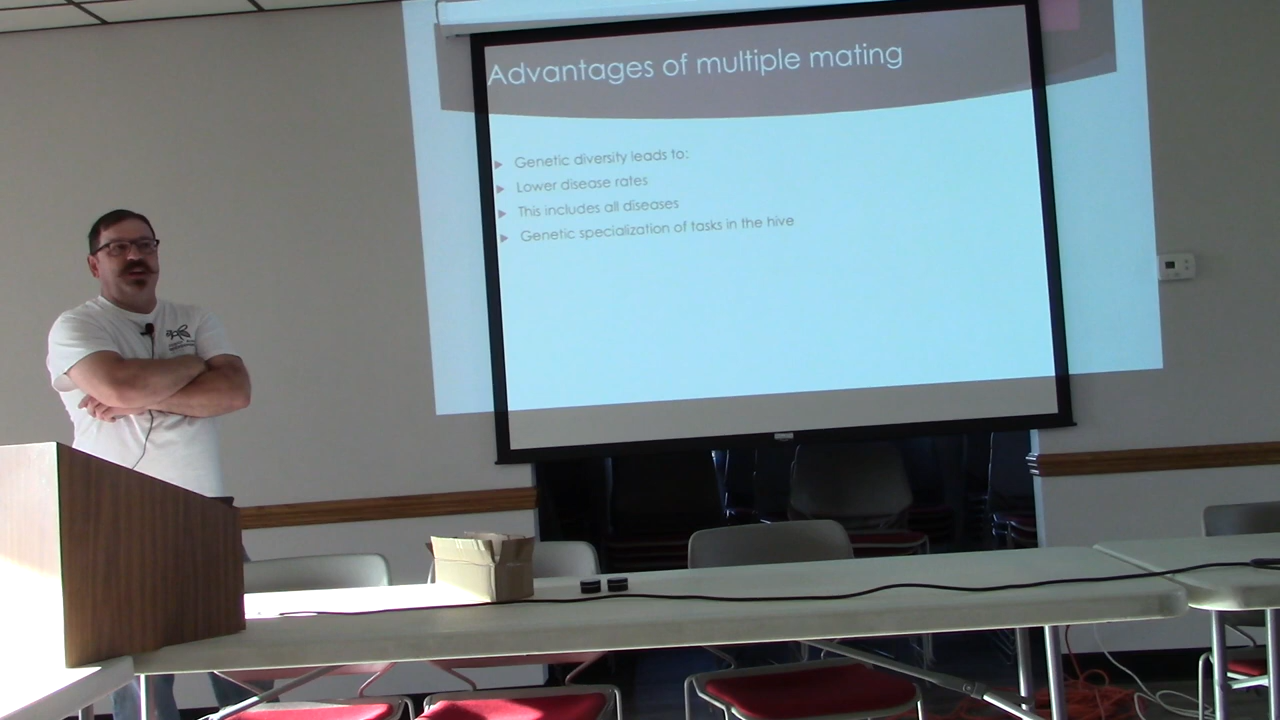 Advantages of multiple mating
Genetic diversity leads to:
Lower disease rates
This includes all diseases
Genetic specialization of tasks in the hive